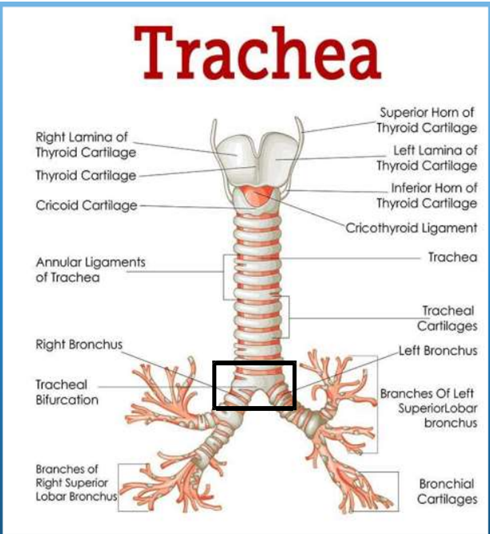 Trachea
Right Lamina of
Thyroid Cartilage
Thyroid Cartilage
Cricoid Cartilage
Annular Ligaments
of Trachea
Right Bronchus
Tracheal
Bifurcation
Branches of
Right Superior
Lobar Bronchus
Superior Horn of
Thyroid Cartilage
Left Lamina of
Thyroid Cartilage
Inferior Horn of
Thyroid Cartilage
Cricothyroid Ligament
Trachea
Tracheal
Cartilages
Left Bronchus
Branches Of Left
SuperiorLobar
bronchus
Bronchial
Cartilages